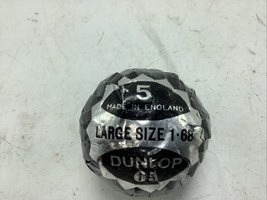 5
MADE IN ENGLAND
LARGE SIZE 1·68
DUNLOP
65